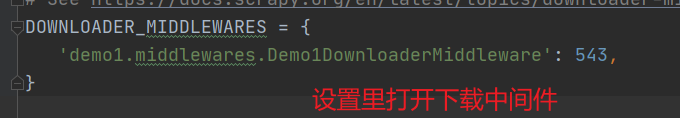 # See https://docs.scrapy.org/en/latest/topics/downloader-mi
DOWNLOADER_MIDDLEWARES = {
'demo1.middlewares.Demo1DownloaderMiddleware': 543,
}
设置里打开下载中间件